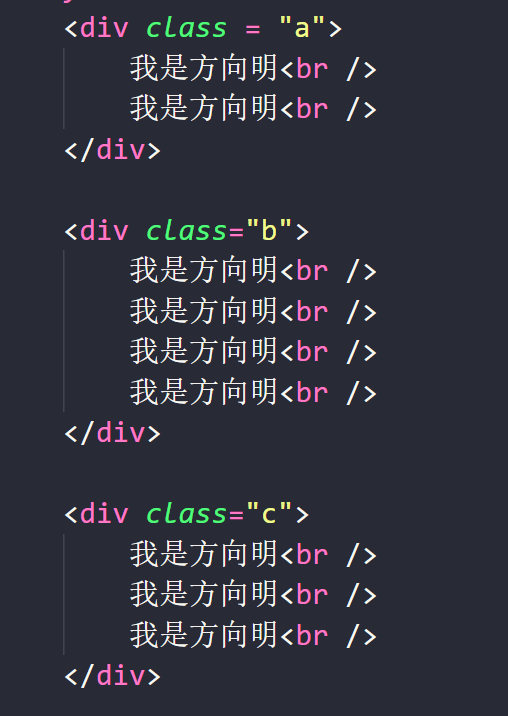 <div class = "a">
我是方向明<br />
我是方向明<br />
</div>
<div class="b">
我是方向明<br />
我是方向明<br />
我是方向明<br />
我是方向明<br />
</div>
<div class="c">
我是方向明<br />
我是方向明<br />
我是方向明<br />
</div>